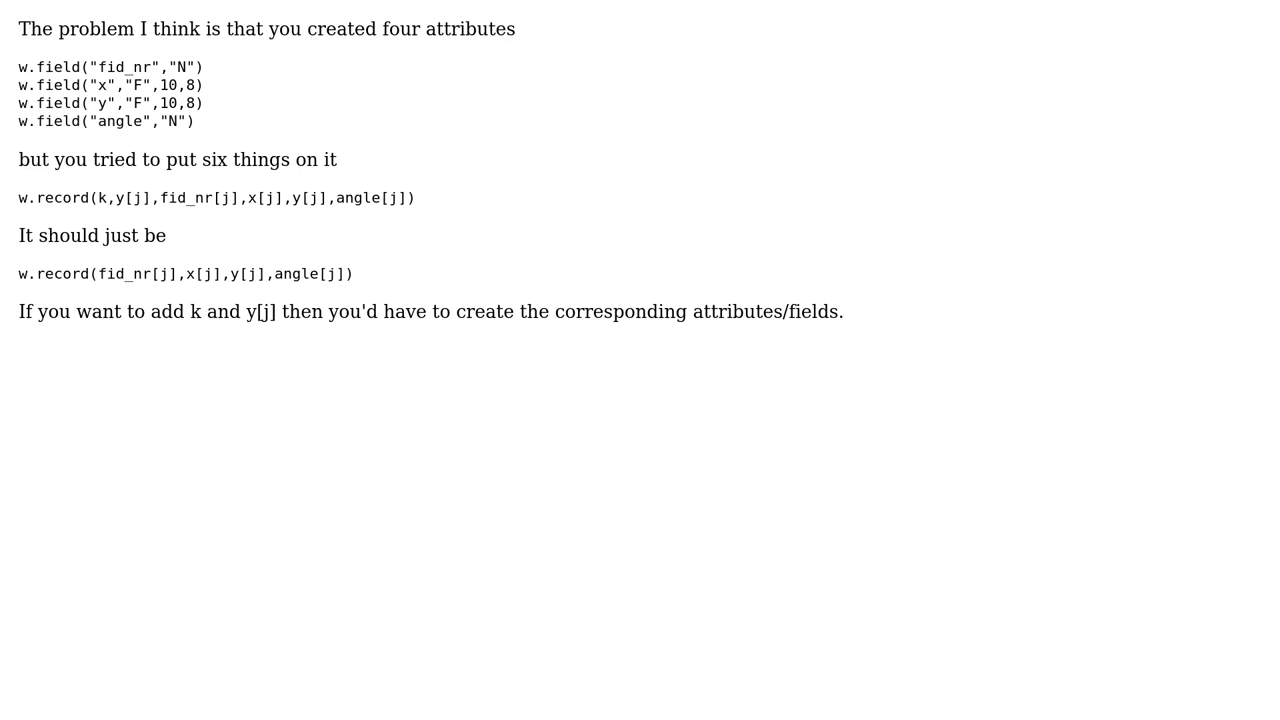 The problem I think is that you created four attributes
w.field("fid_nr","N")
w.field("x","F",10,8)
w.field("y","F",10,8)
w.field("angle","N")
but you tried to put six things on it
w.record(k,y[j],fid_nr[j],x[j],y[j],angle[j])
It should just be
w.record(fid_nr[j],x[j],y[j],angle[j])
If you want to add k and y[j] then you'd have to create the corresponding attributes/fields.